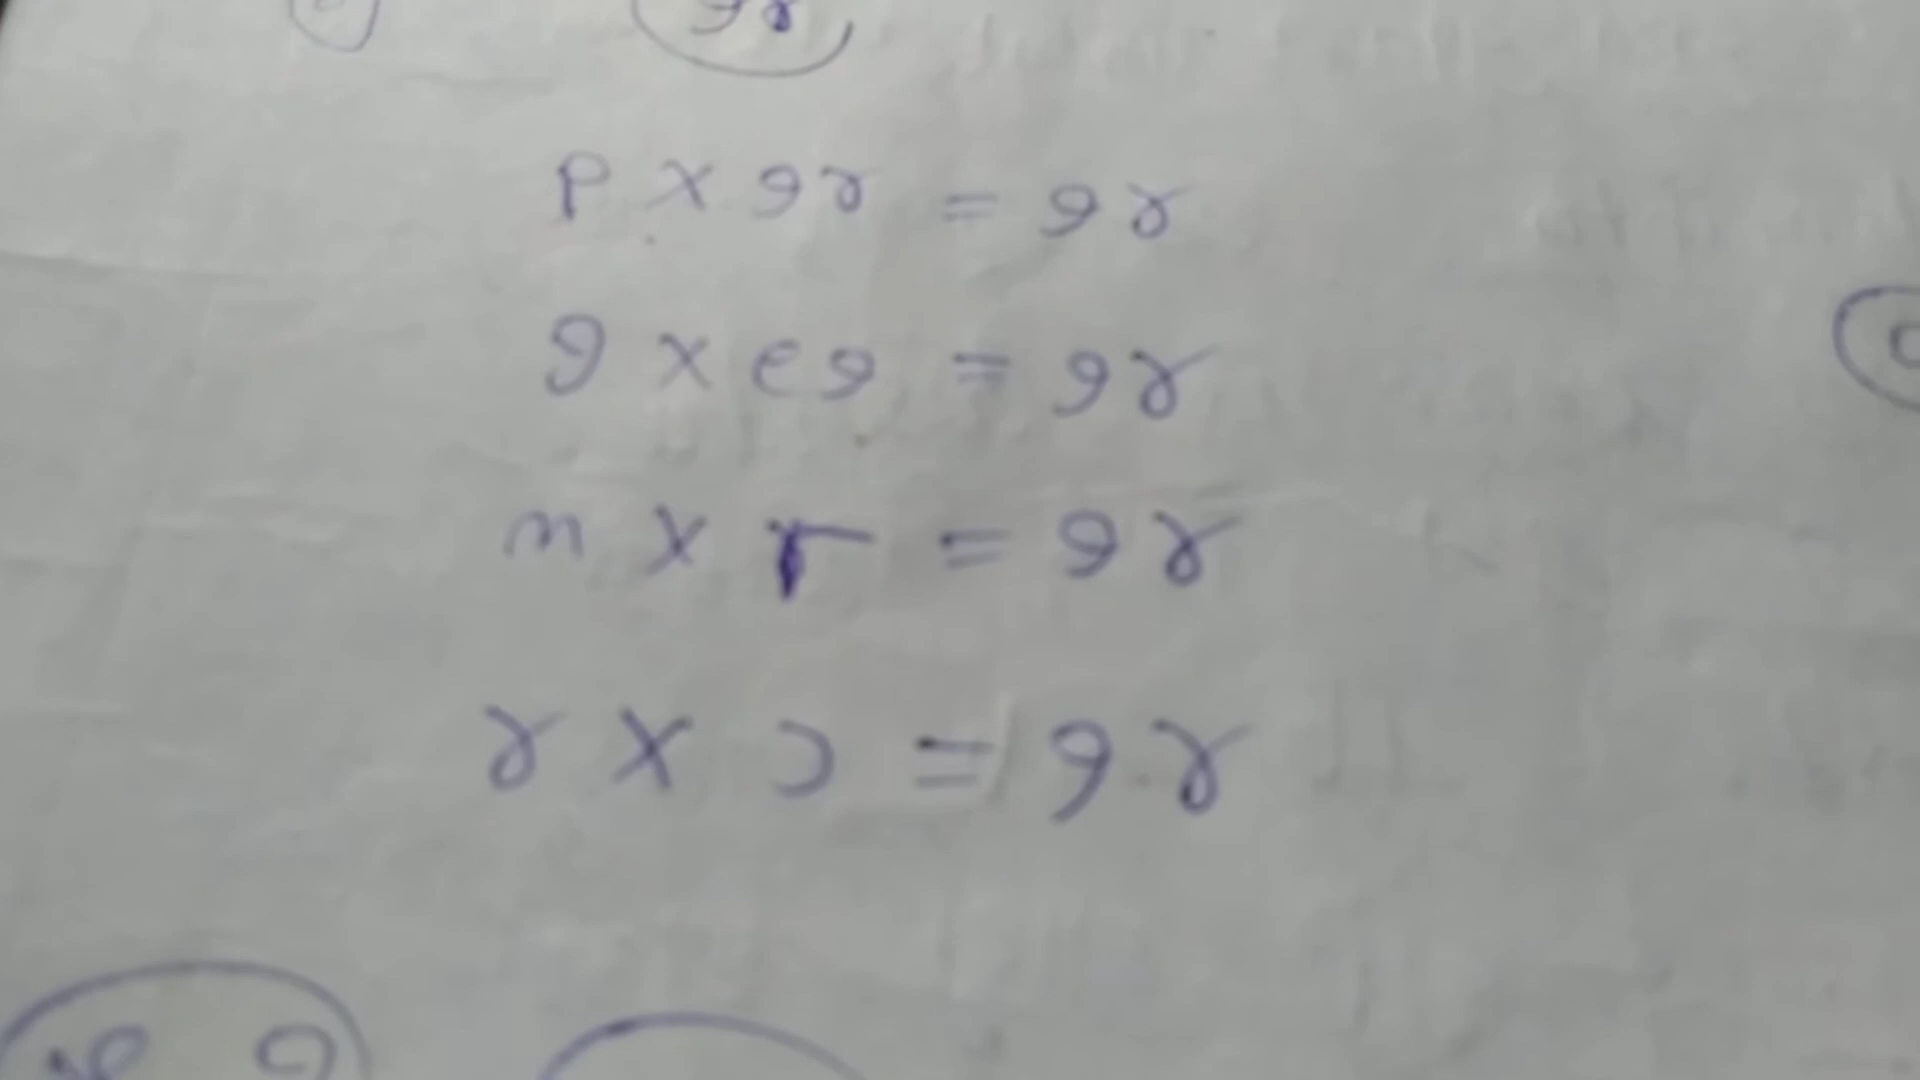 ୧ × ୨୪ = ୨୪
୨ × ୧୨ = ୨୪
୩ × ୮ = ୨୪
୪ × ୬ = ୨୪